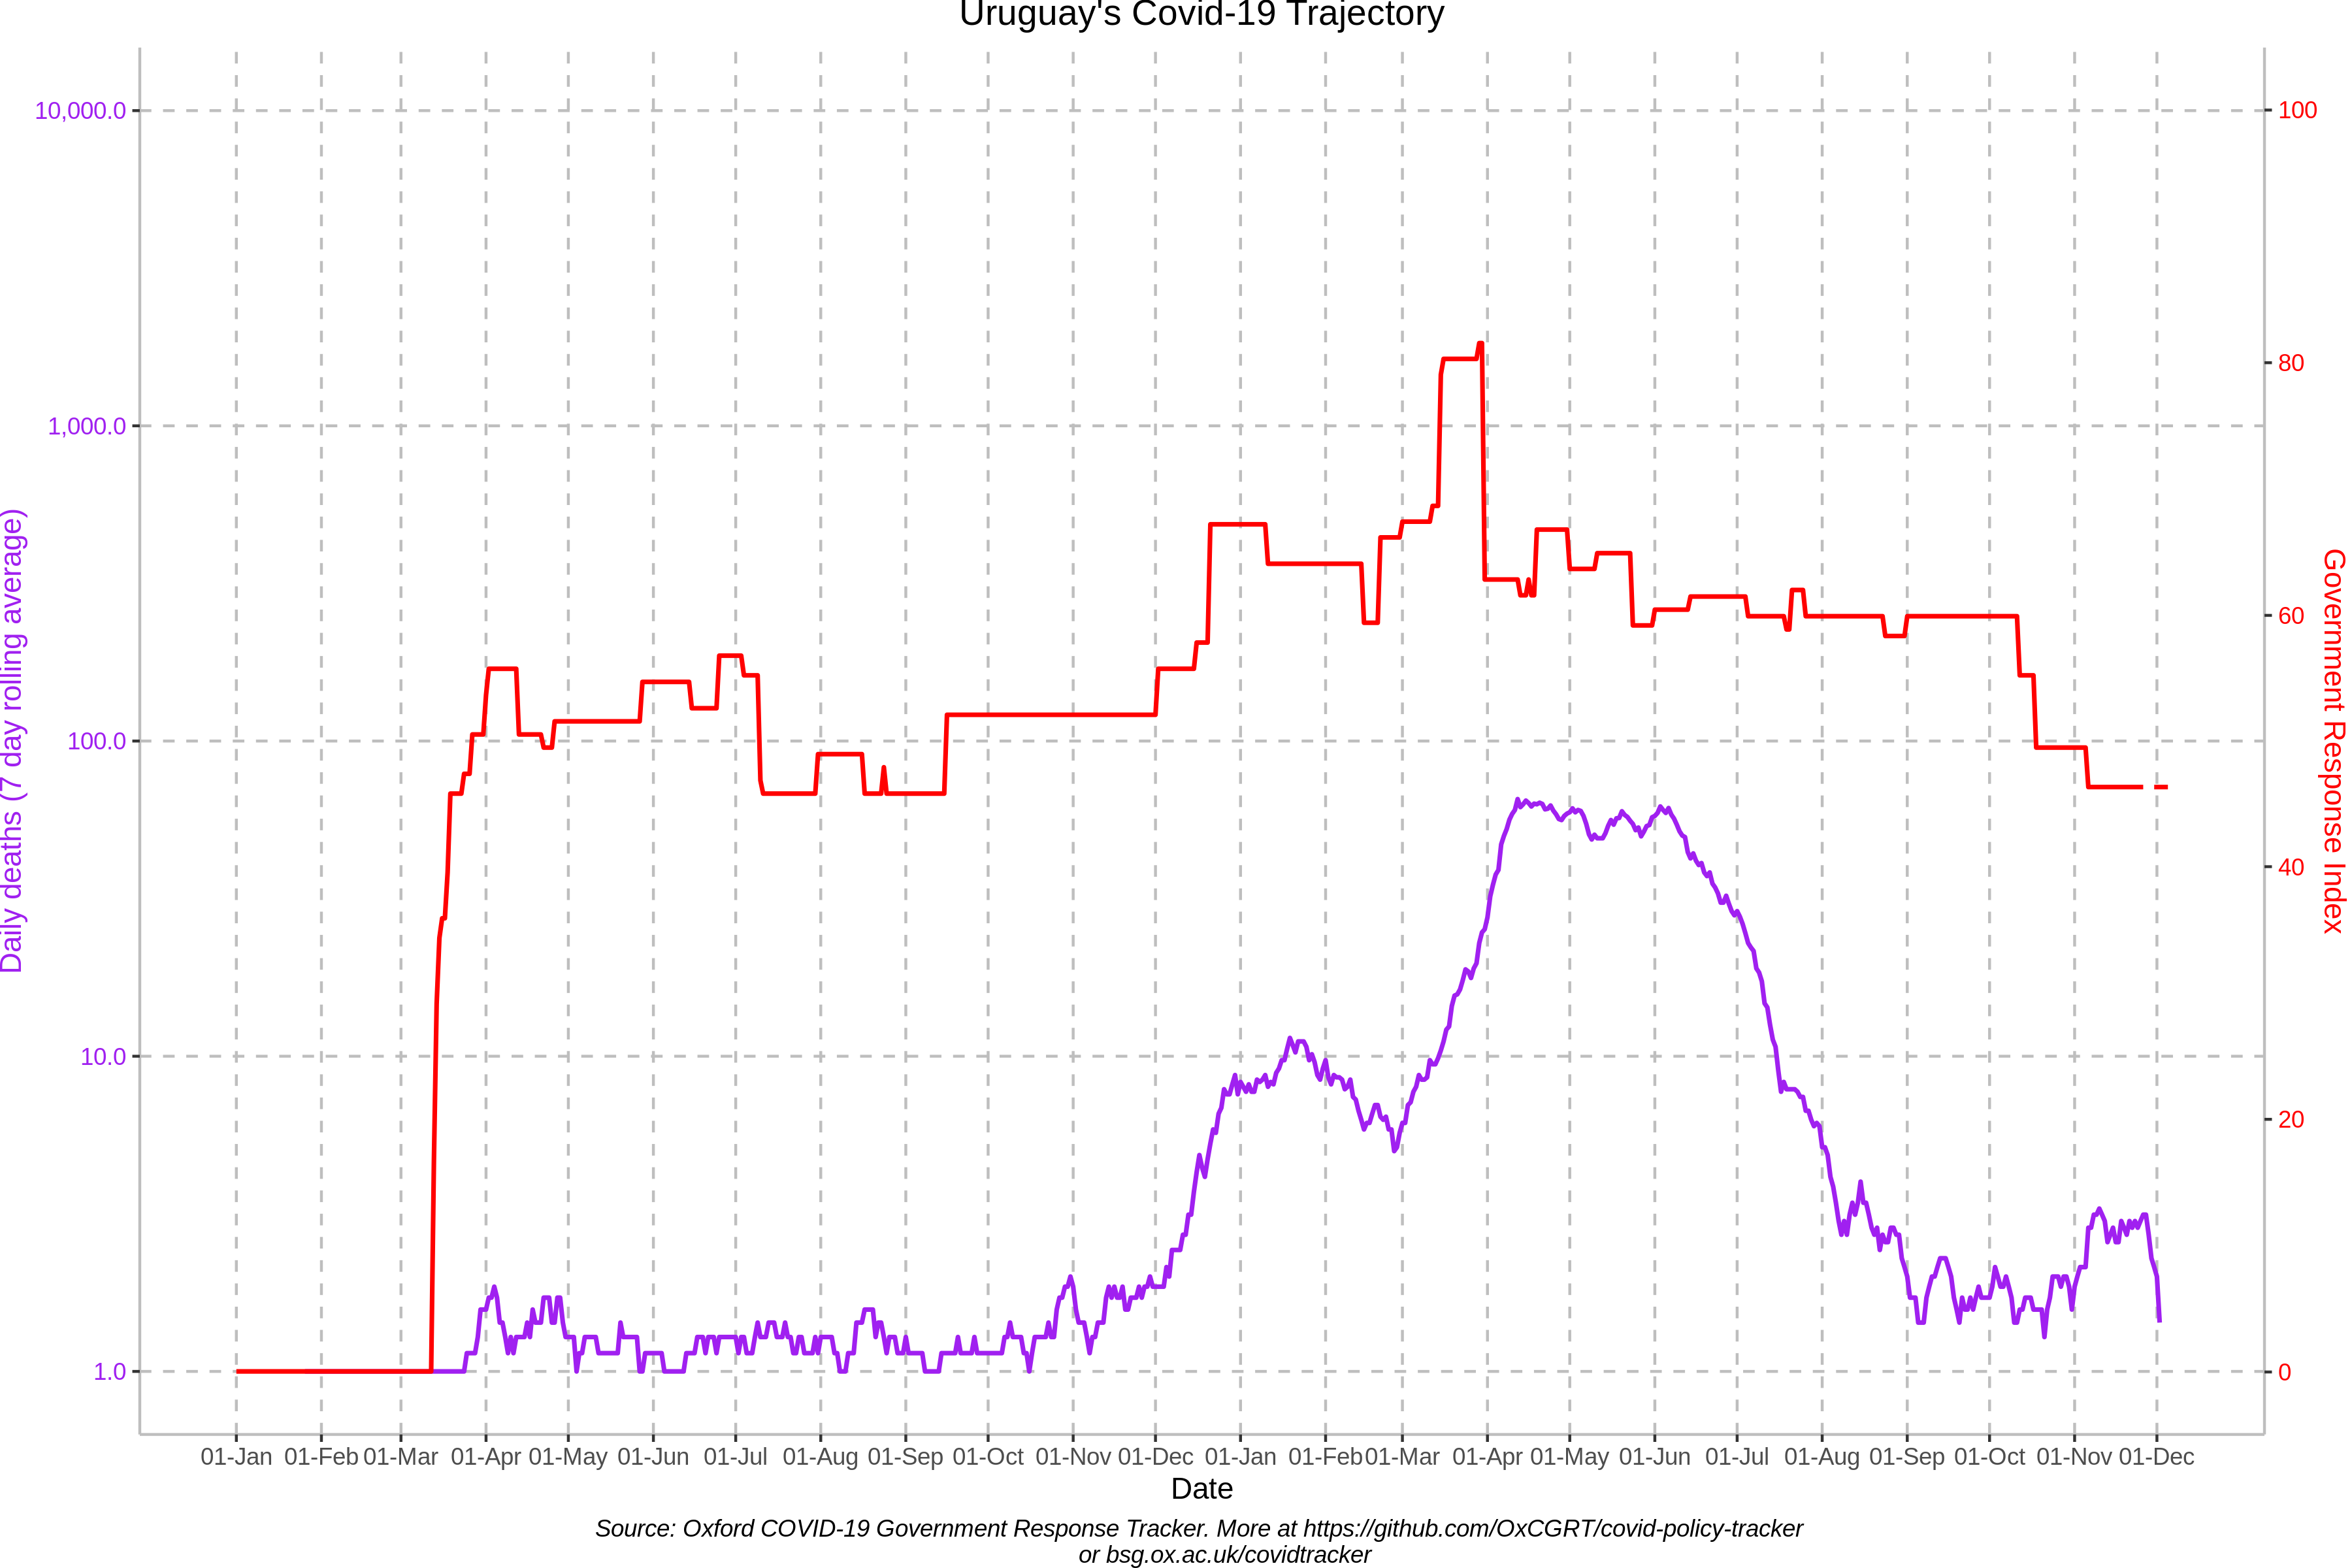 Uruguay's Covid-19 Trajectory
10,000.0
1,000.0
100.0
10.0
1.0
Daily deaths (7 day rolling average)
100
80
60
40
20
0
Government Response Index
01-Jan 01-Feb 01-Mar 01-Apr 01-May 01-Jun 01-Jul 01-Aug 01-Sep 01-Oct 01-Nov 01-Dec 01-Jan 01-Feb 01-Mar 01-Apr 01-May 01-Jun 01-Jul 01-Aug 01-Sep 01-Oct 01-Nov 01-Dec
Date
Source: Oxford COVID-19 Government Response Tracker. More at https://github.com/OxCGRT/covid-policy-tracker
or bsg.ox.ac.uk/covidtracker